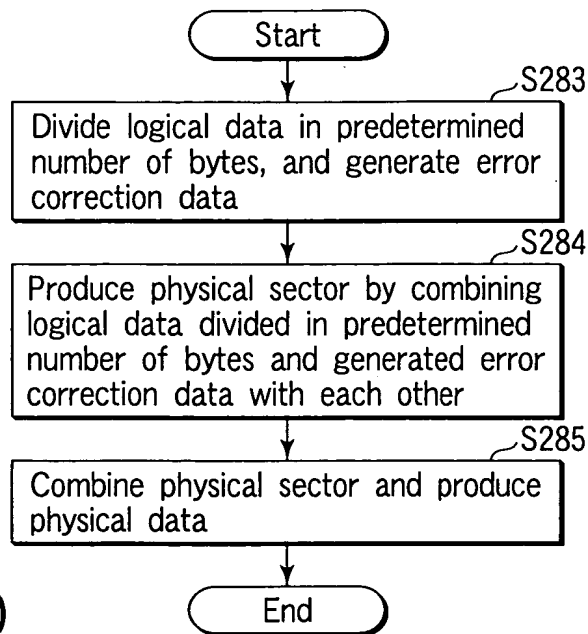 Start
S283
Divide logical data in predetermined
number of bytes, and generate error
correction data
S284
Produce physical sector by combining
logical data divided in predetermined
number of bytes and generated error
correction data with each other
S285
Combine physical sector and produce
physical data
End
)